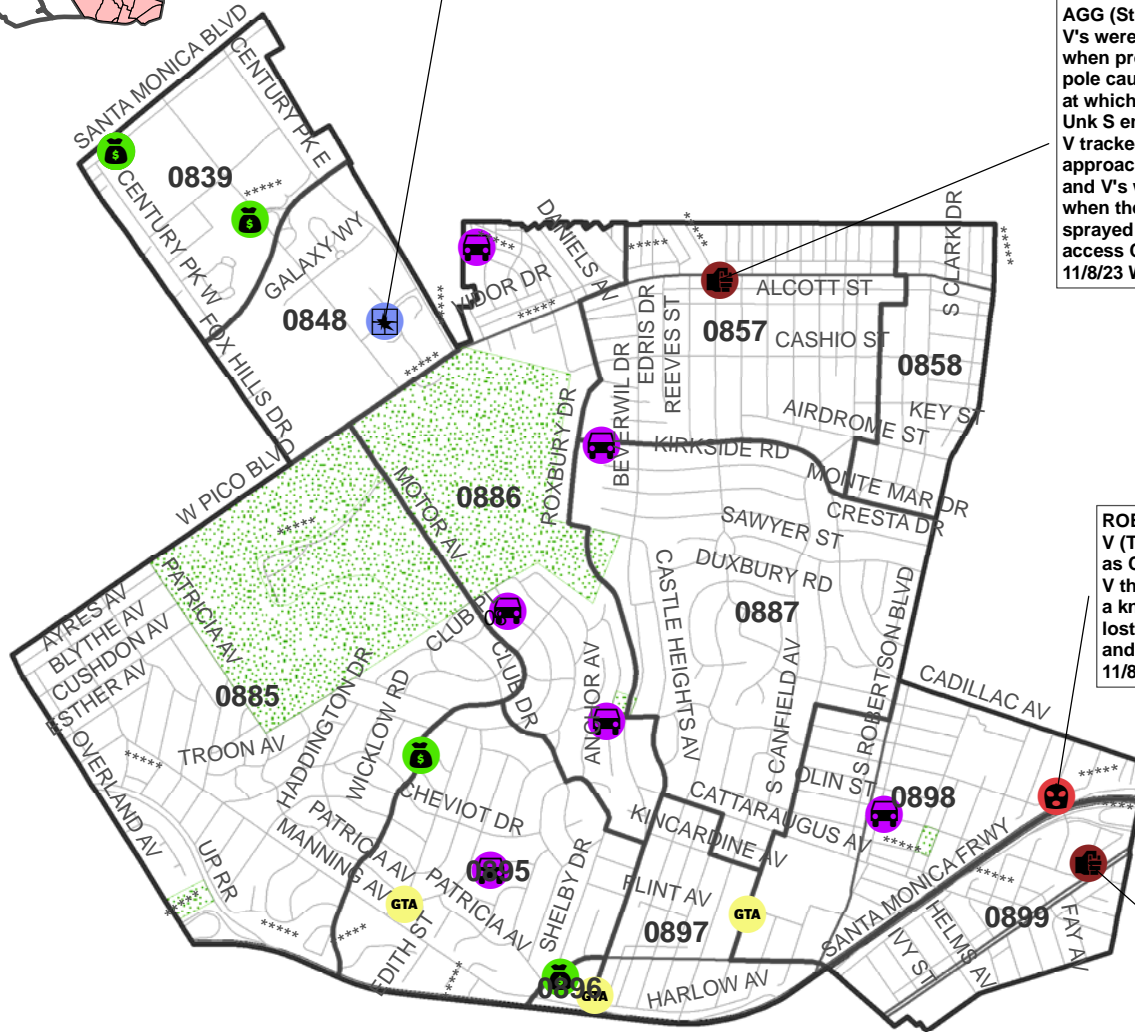 SANTA MONICA BLVD
CENTURY PK E
AGG (St
V's were
when pr
pole cau
at which
Unk S en
V tracke
approac
and V's v
when the
sprayed
access C
11/8/23 W
$
0839
*****
$
CENTURY PK W
GALAXY WY
0848
FOX HILLS DR
DANIELS AV
*****
*****
*****
S CLARK DR
*****
*****
ALCOTT ST
EDRIS DR
REEVES ST
0857
CASHIO ST
0858
*****
BEVERWIL DR
AIRDROME ST
KEY ST
ROXBURY DR
KIRKSIDE RD
MONTE MAR DR
CRESTA DR
W PICO BLVD
MOTOR AV
0886
SAWYER ST
*****
DUXBURY RD
ROB
V (T
as C
V th
a kn
lost
and
11/8
PATRICIA AV
AYRES AV
BLYTHE AV
CUSHDON AV
ESTHER AV
CASTLE HEIGHTS AV
0887
S ROBERTSON BLVD
CLUB DR
CLUB DR
0885
HADDINGTON DR
WICKLOW RD
S CANFIELD AV
CADILLAC AV
OVERLAND AV
TROON AV
*****
$
CHEVIOT DR
OLIN ST
0898
*****
CATTARAUGUS AV
KINCARDINE AV
*****
PATRICIA AV
MANNING AV
UPR RR
0895
PATRICIA AV
SHELBY DR
FLINT AV
SANTA MONICA FRWY
*****
*****
GTA
GTA
0897
HELMS AV
IVY ST
0899
FAY AV
*****
****
EDITH ST
****
0896
GTA
HARLOW AV